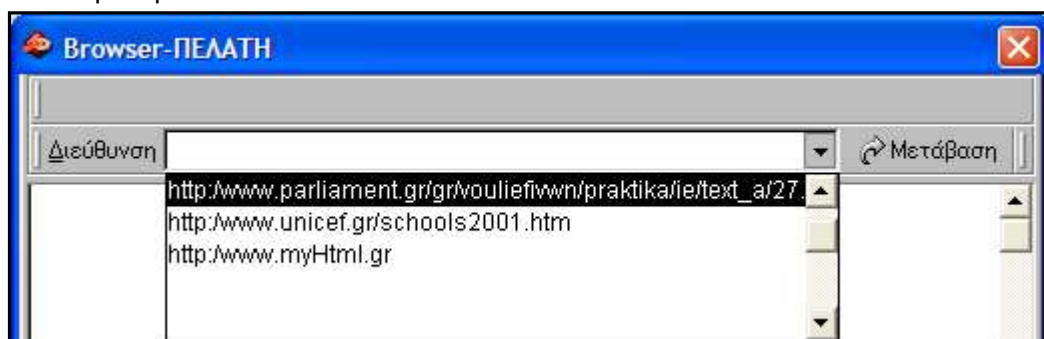 Browser-ΠΕΛΑΤΗ
Διεύθυνση
Μετάβαση
http:/www.parliament.gr/gr/vouliefivwn/praktika/ie/text_a/27.
http:/www.unicef.gr/schools2001.htm
http:/www.myHtml.gr